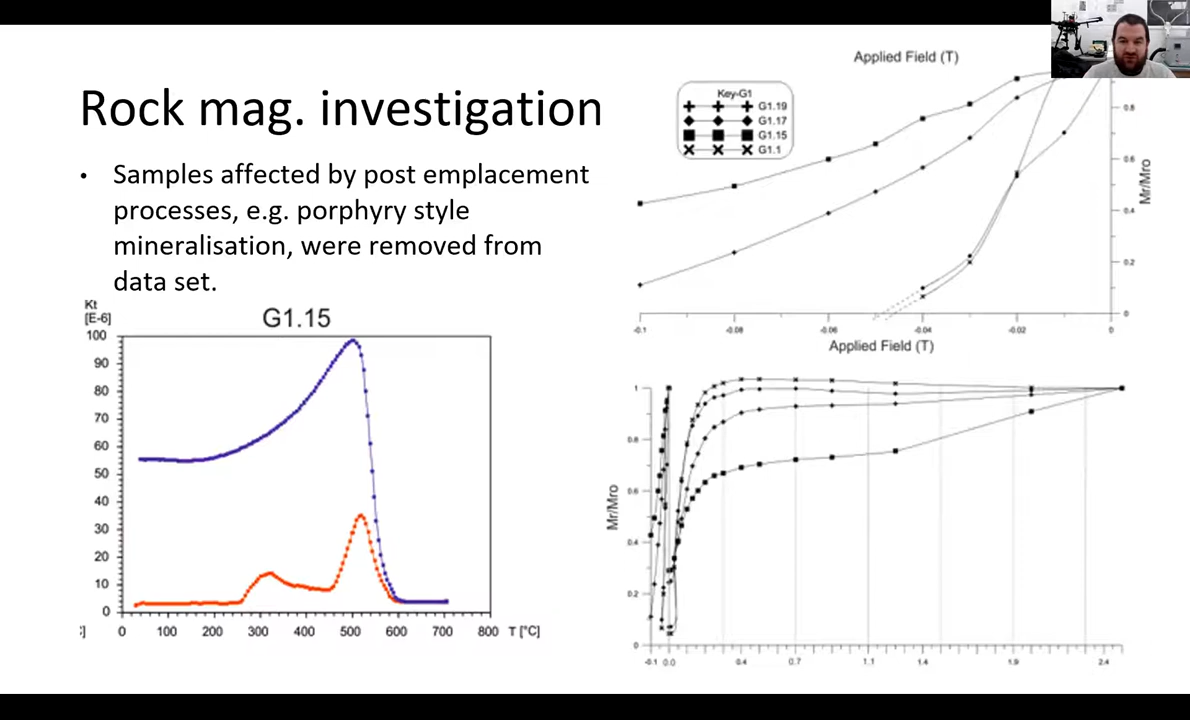 Rock mag. investigation
• Samples affected by post emplacement
processes, e.g. porphyry style
mineralisation, were removed from
data set.
Kt
[E-6]
G1.15
100
90
80
70
60
50
40
30
20
10
0
0 100 200 300 400 500 600 700 800 T [°C]
Applied Field (T)
Key-G1
G1.19
G1.17
G1.15
G1.1
0.8
0.6
0.4
0.2
0
Mr/Mro
-0.1 -0.08 -0.06 -0.04 -0.02 0
Applied Field (T)
1
0.8
0.6
0.4
0.2
0
Mr/Mro
-0.1 0.0 0.4 0.7 1.1 1.4 1.9 2.4